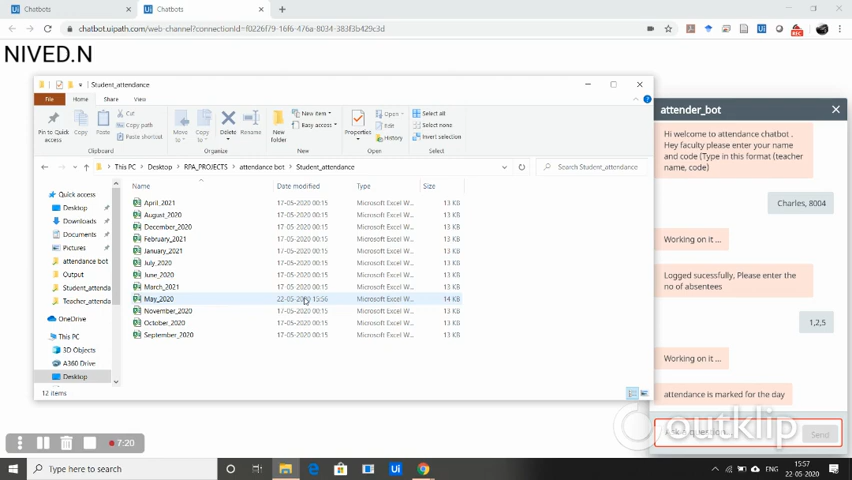 Chatbots
Chatbots
chatbot.uipath.com/web-channel?connectionId=f0226f79-16f6-476a-8034-383f3b429c3d
NIVED.N
Student_attendance
File
Home
Share
View
Pin to Quick access
Copy
Paste
Cut
Copy path
Paste shortcut
Clipboard
Move to
Copy to
Delete
Rename
Organize
New folder
New item
Easy access
New
Properties
Open
Edit
History
Open
Select all
Select none
Invert selection
Select
This PC > Desktop > RPA_PROJECTS > attendance bot > Student_attendance
Search Student_attendance
Name
Date modified
Type
Size
Quick access
Desktop
Downloads
Documents
Pictures
attendance bot
Output
Student_attenda
Teacher_attenda
OneDrive
This PC
3D Objects
A360 Drive
Desktop
April_2021 17-05-2020 00:15 Microsoft Excel W... 13 KB
August_2020 17-05-2020 00:15 Microsoft Excel W... 13 KB
December_2020 17-05-2020 00:15 Microsoft Excel W... 13 KB
February_2021 17-05-2020 00:15 Microsoft Excel W... 13 KB
January_2021 17-05-2020 00:15 Microsoft Excel W... 13 KB
July_2020 17-05-2020 00:15 Microsoft Excel W... 13 KB
June_2020 17-05-2020 00:15 Microsoft Excel W... 13 KB
March_2021 17-05-2020 00:15 Microsoft Excel W... 13 KB
May_2020 22-05-2020 15:56 Microsoft Excel W... 14 KB
November_2020 17-05-2020 00:15 Microsoft Excel W... 13 KB
October_2020 17-05-2020 00:15 Microsoft Excel W... 13 KB
September_2020 17-05-2020 00:15 Microsoft Excel W... 13 KB
12 items
attender_bot
Hi welcome to attendance chatbot .
Hey faculty please enter your name
and code [Type in this format (teacher
name, code)
Charles, 8004
Working on it ...
Logged sucessfully, Please enter the
no of absentees
1,2,5
Working on it ...
attendance is marked for the day
Send
outklip
7:20
Type here to search
ENG
15:57
22-05-2020